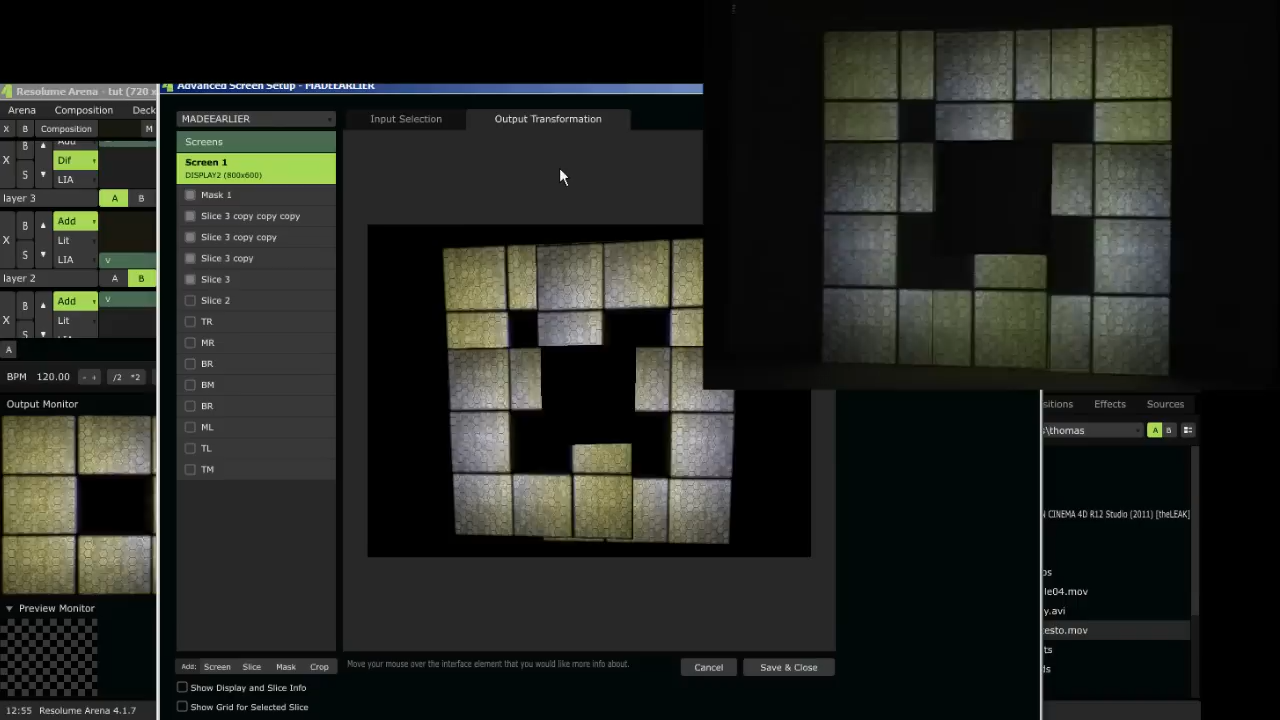 Resolume Arena - tut (720 x
Advanced Screen Setup - MADEEARLIER
Arena Composition Deck
X B Composition M
B
X Dif
S LIA
layer 3 A B
Add
B
X Lit
S LIA v
layer 2 A B
Add v
B
X Lit
S
A
BPM 120.00 - + /2 *2
Output Monitor
Preview Monitor
12:55 Resolume Arena 4.1.7
MADEEARLIER
Screens
Screen 1
DISPLAY2 (800x600)
Mask 1
Slice 3 copy copy copy
Slice 3 copy copy
Slice 3 copy
Slice 3
Slice 2
TR
MR
BR
BM
BR
ML
TL
TM
Input Selection Output Transformation
Add: Screen Slice Mask Crop
Move your mouse over the interface element that you would like more info about.
Cancel Save & Close
Show Display and Slice Info
Show Grid for Selected Slice
sitions Effects Sources
s\thomas A B
N CINEMA 4D R12 Studio (2011) [theLEAK]
ps
le04.mov
y.avi
testo.mov
ts
ds